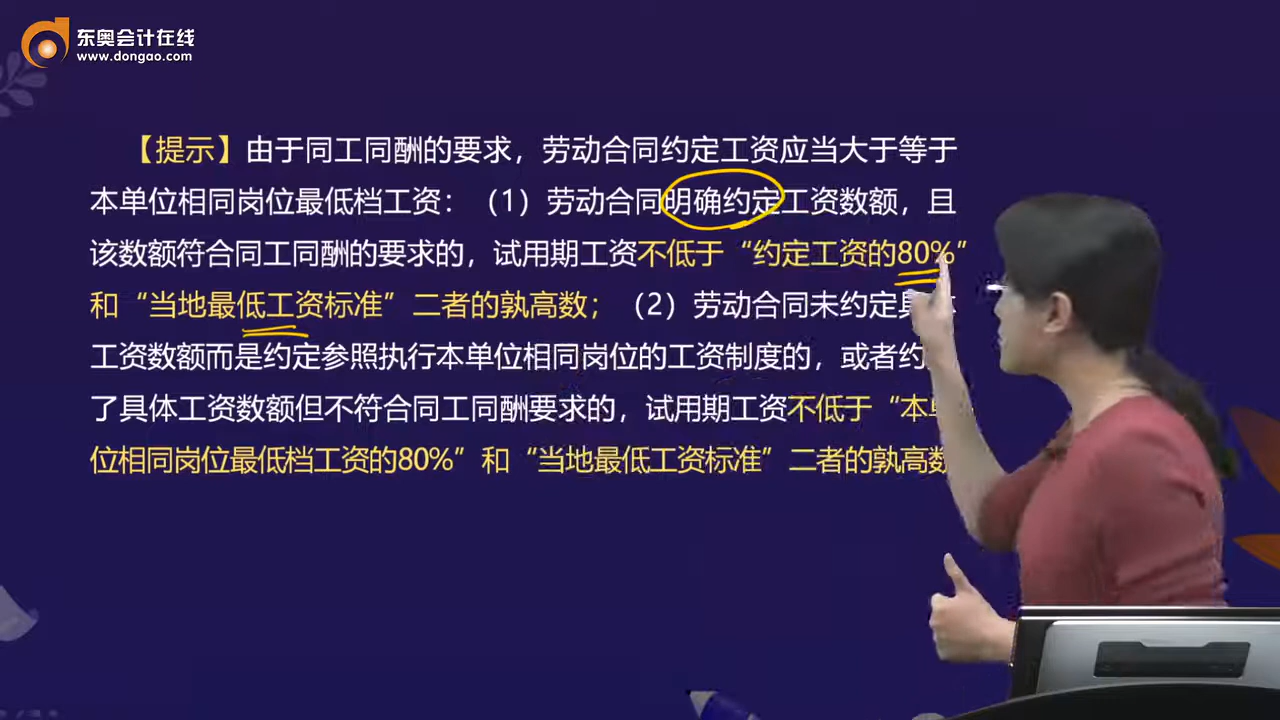 东奥会计在线
www.dongao.com
【提示】由于同工同酬的要求，劳动合同约定工资应当大于等于
本单位相同岗位最低档工资：（1）劳动合同明确约定工资数额，且
该数额符合同工同酬的要求的，试用期工资不低于“约定工资的80%”
和“当地最低工资标准”二者的孰高数；（2）劳动合同未约定
工资数额而是约定参照执行本单位相同岗位的工资制度的，或者约
了具体工资数额但不符合同工同酬要求的，试用期工资不低于“本
位相同岗位最低档工资的80%”和“当地最低工资标准”二者的孰高